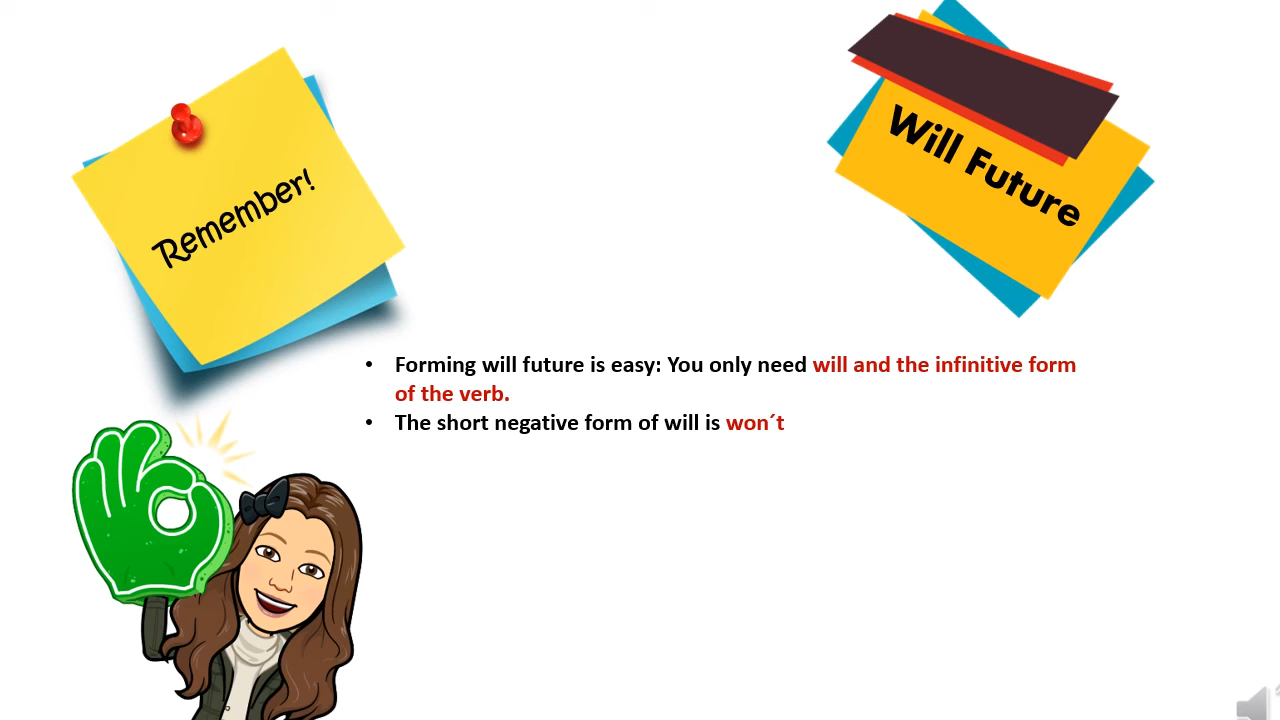 Remember!
Will Future
• Forming will future is easy: You only need will and the infinitive form
of the verb.
• The short negative form of will is won´t